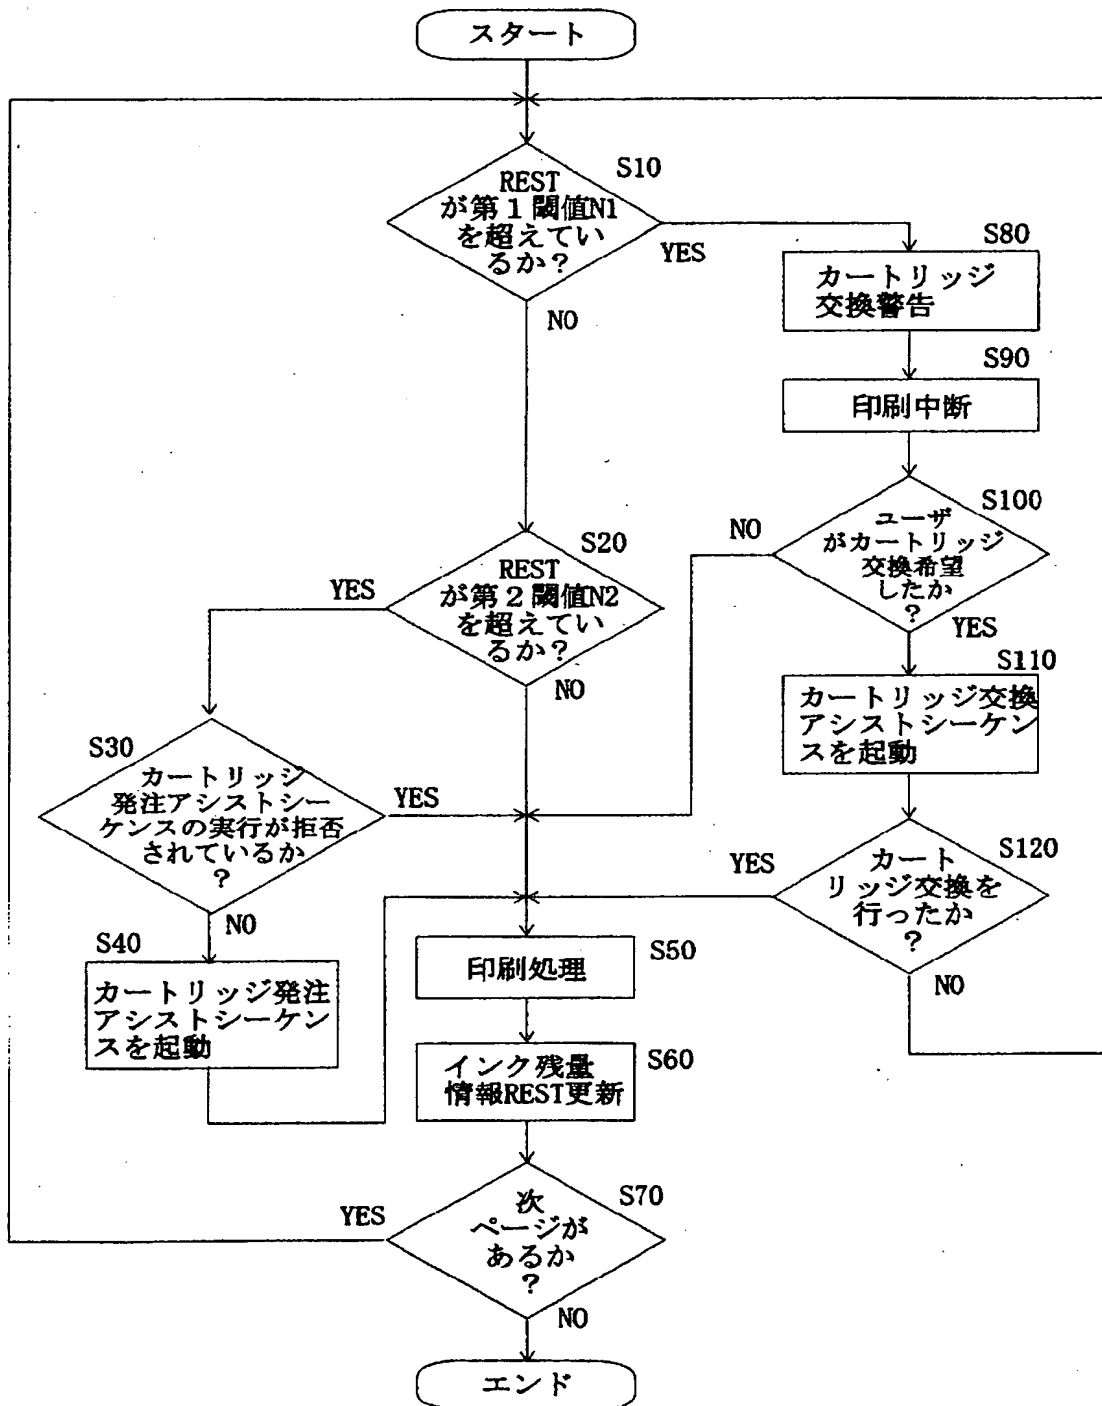 スタート
S10
REST
が第1閾値N1
を超えてい
るか?
YES
NO
S80
カートリッジ
交換警告
S90
印刷中断
S100
ユーザ
がカートリッジ
交換希望
したか
?
NO
YES
S20
REST
が第2閾値N2
を超えてい
るか?
YES
NO
S110
カートリッジ交換
アシストシーケン
スを起動
S30
カートリッジ
発注アシストシー
ケンスの実行が拒否
されているか
?
YES
NO
S120
カート
リッジ交換を
行ったか
?
YES
NO
S40
カートリッジ発注
アシストシーケン
スを起動
S50
印刷処理
S60
インク残量
情報REST更新
S70
次
ページが
あるか
?
YES
NO
エンド